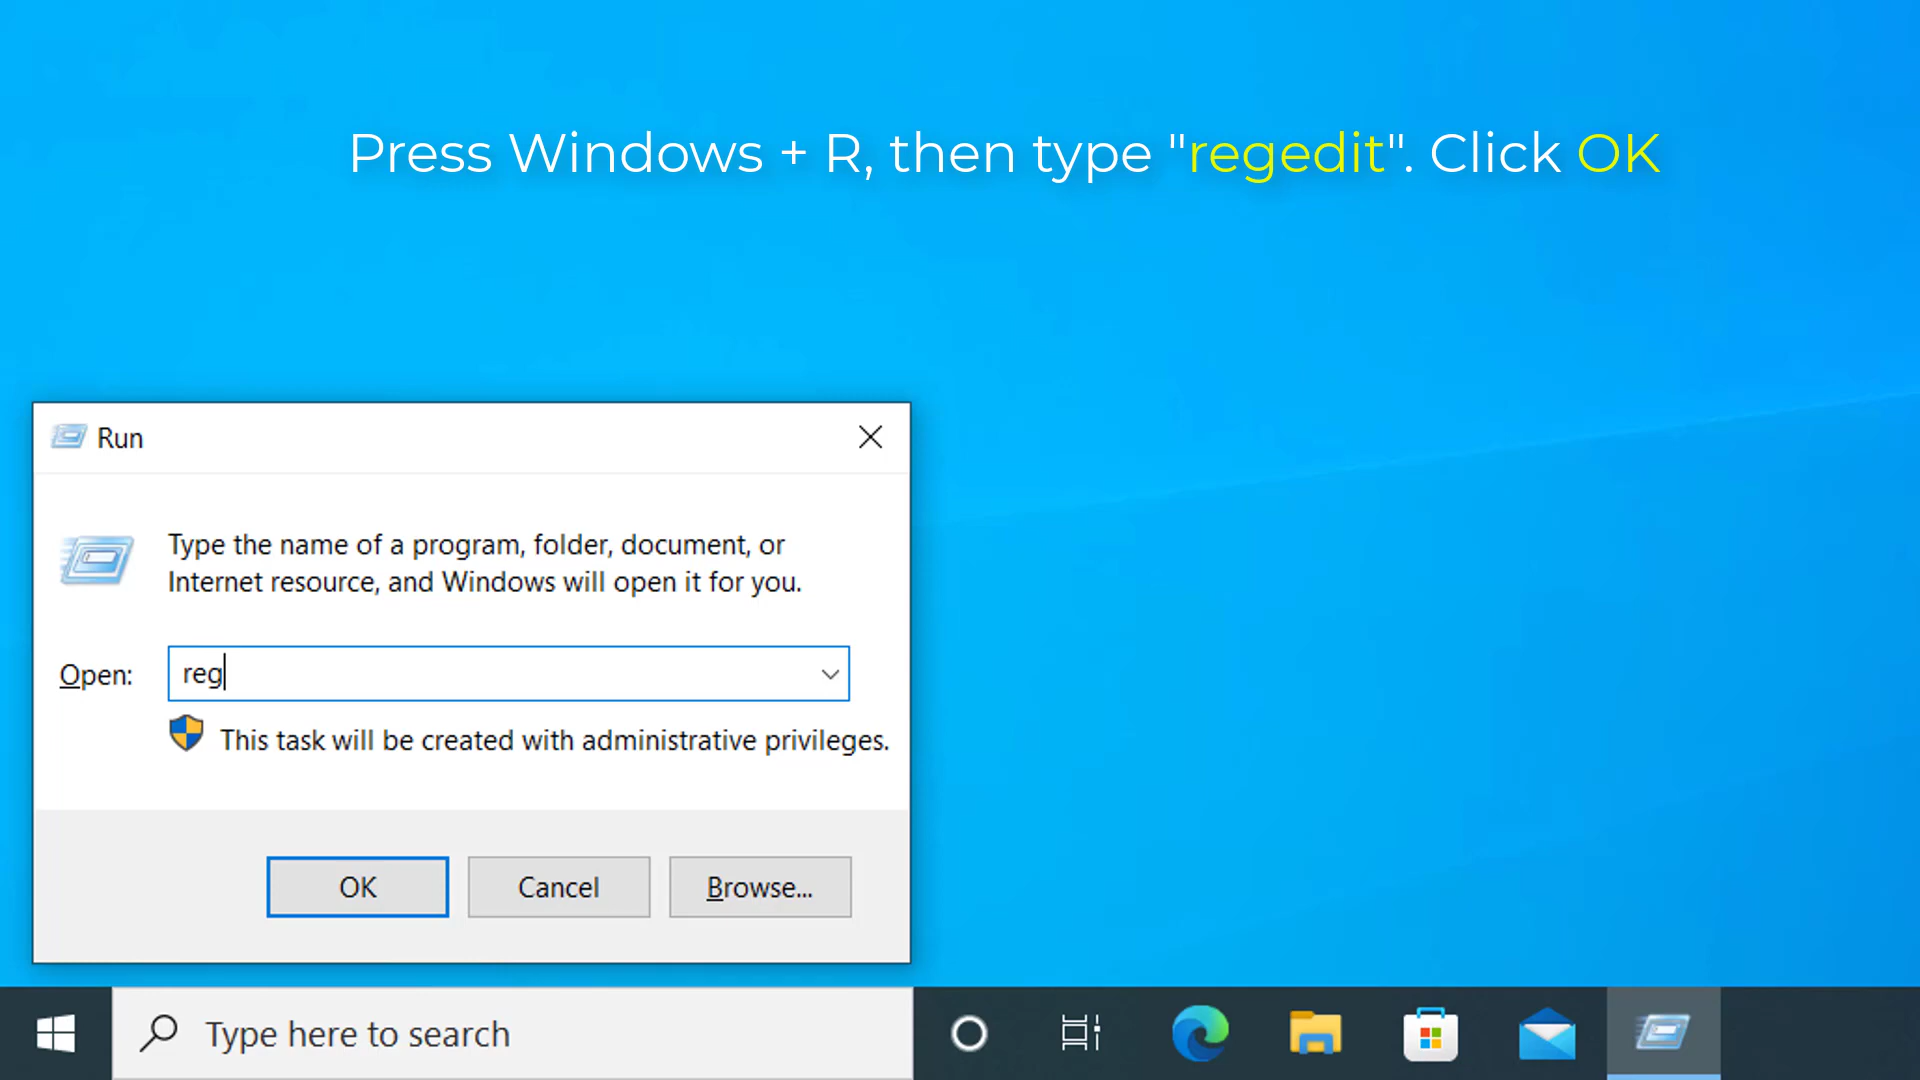 Press Windows + R, then type "regedit". Click OK
Run
Type the name of a program, folder, document, or
Internet resource, and Windows will open it for you.
Open:
reg
This task will be created with administrative privileges.
OK
Cancel
Browse...
Type here to search